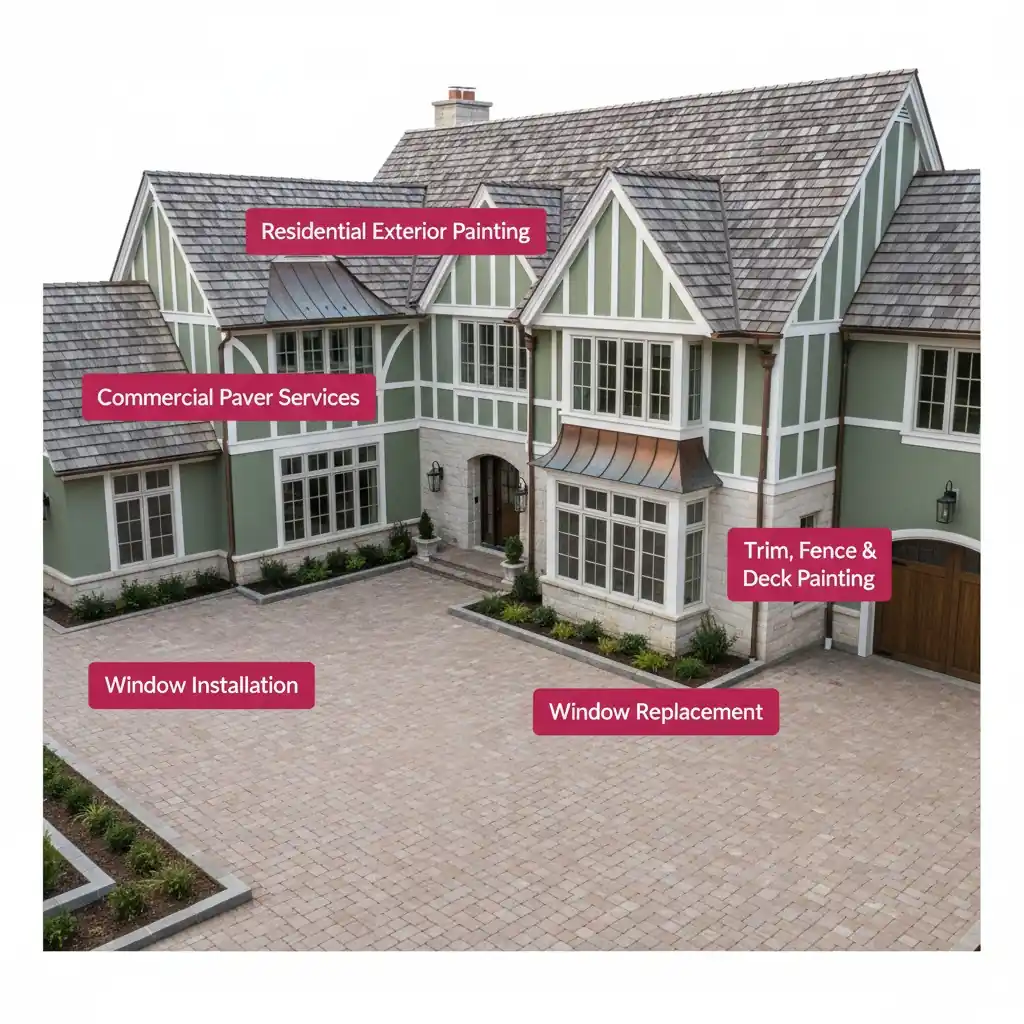 Residential Exterior Painting
Commercial Paver Services
Trim, Fence &
Deck Painting
Window Installation
Window Replacement